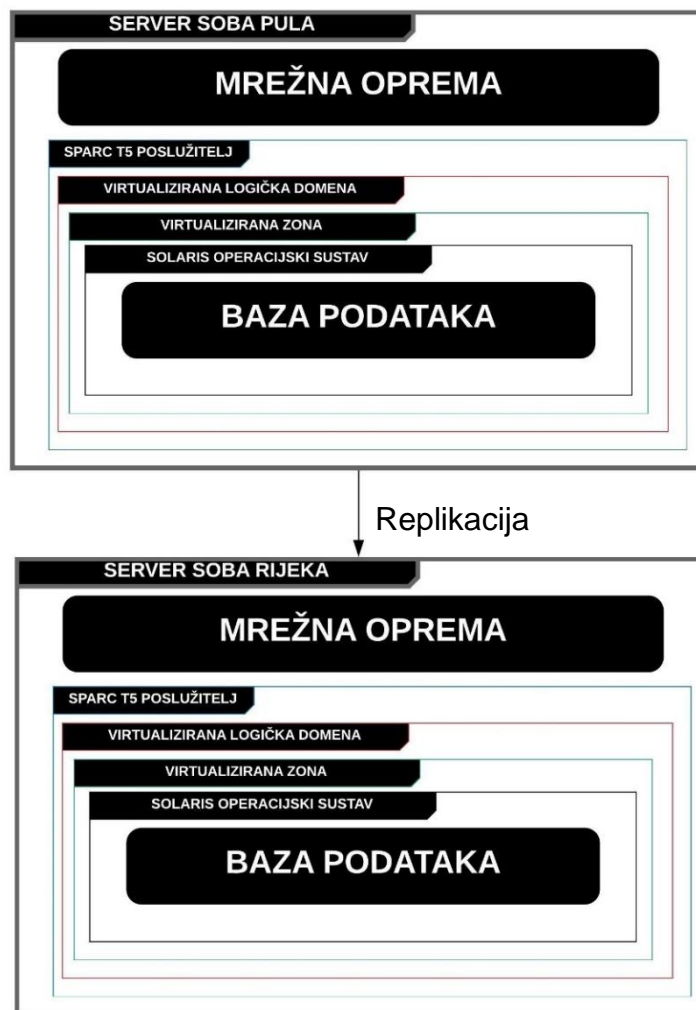 SERVER SOBA PULA
MREŽNA OPREMA
SPARC T5 POSLUŽITELJ
VIRTUALIZIRANA LOGIČKA DOMENA
VIRTUALIZIRANA ZONA
SOLARIS OPERACIJSKI SUSTAV
BAZA PODATAKA
Replikacija
SERVER SOBA RIJEKA
MREŽNA OPREMA
SPARC T5 POSLUŽITELJ
VIRTUALIZIRANA LOGIČKA DOMENA
VIRTUALIZIRANA ZONA
SOLARIS OPERACIJSKI SUSTAV
BAZA PODATAKA